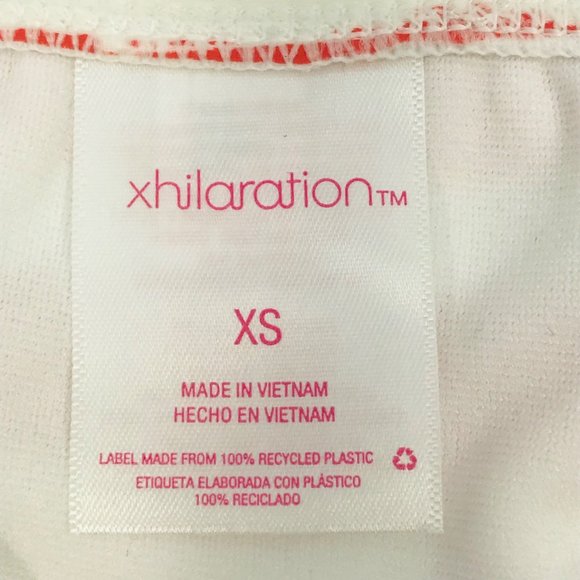 xhilaration™
XS
MADE IN VIETNAM
HECHO EN VIETNAM
LABEL MADE FROM 100% RECYCLED PLASTIC
ETIQUETA ELABORADA CON PLÁSTICO
100% RECICLADO